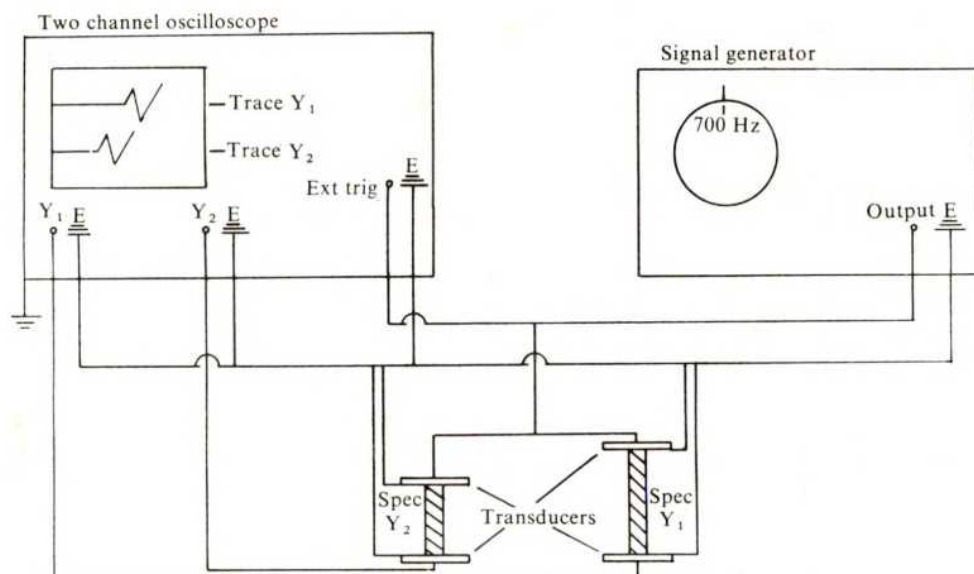 Two channel oscilloscope
Trace Y₁
Trace Y₂
Ext trig
E
Y₁ E
Y₂ E
Signal generator
700 Hz
Output E
Spec
Y₂
Transducers
Spec
Y₁